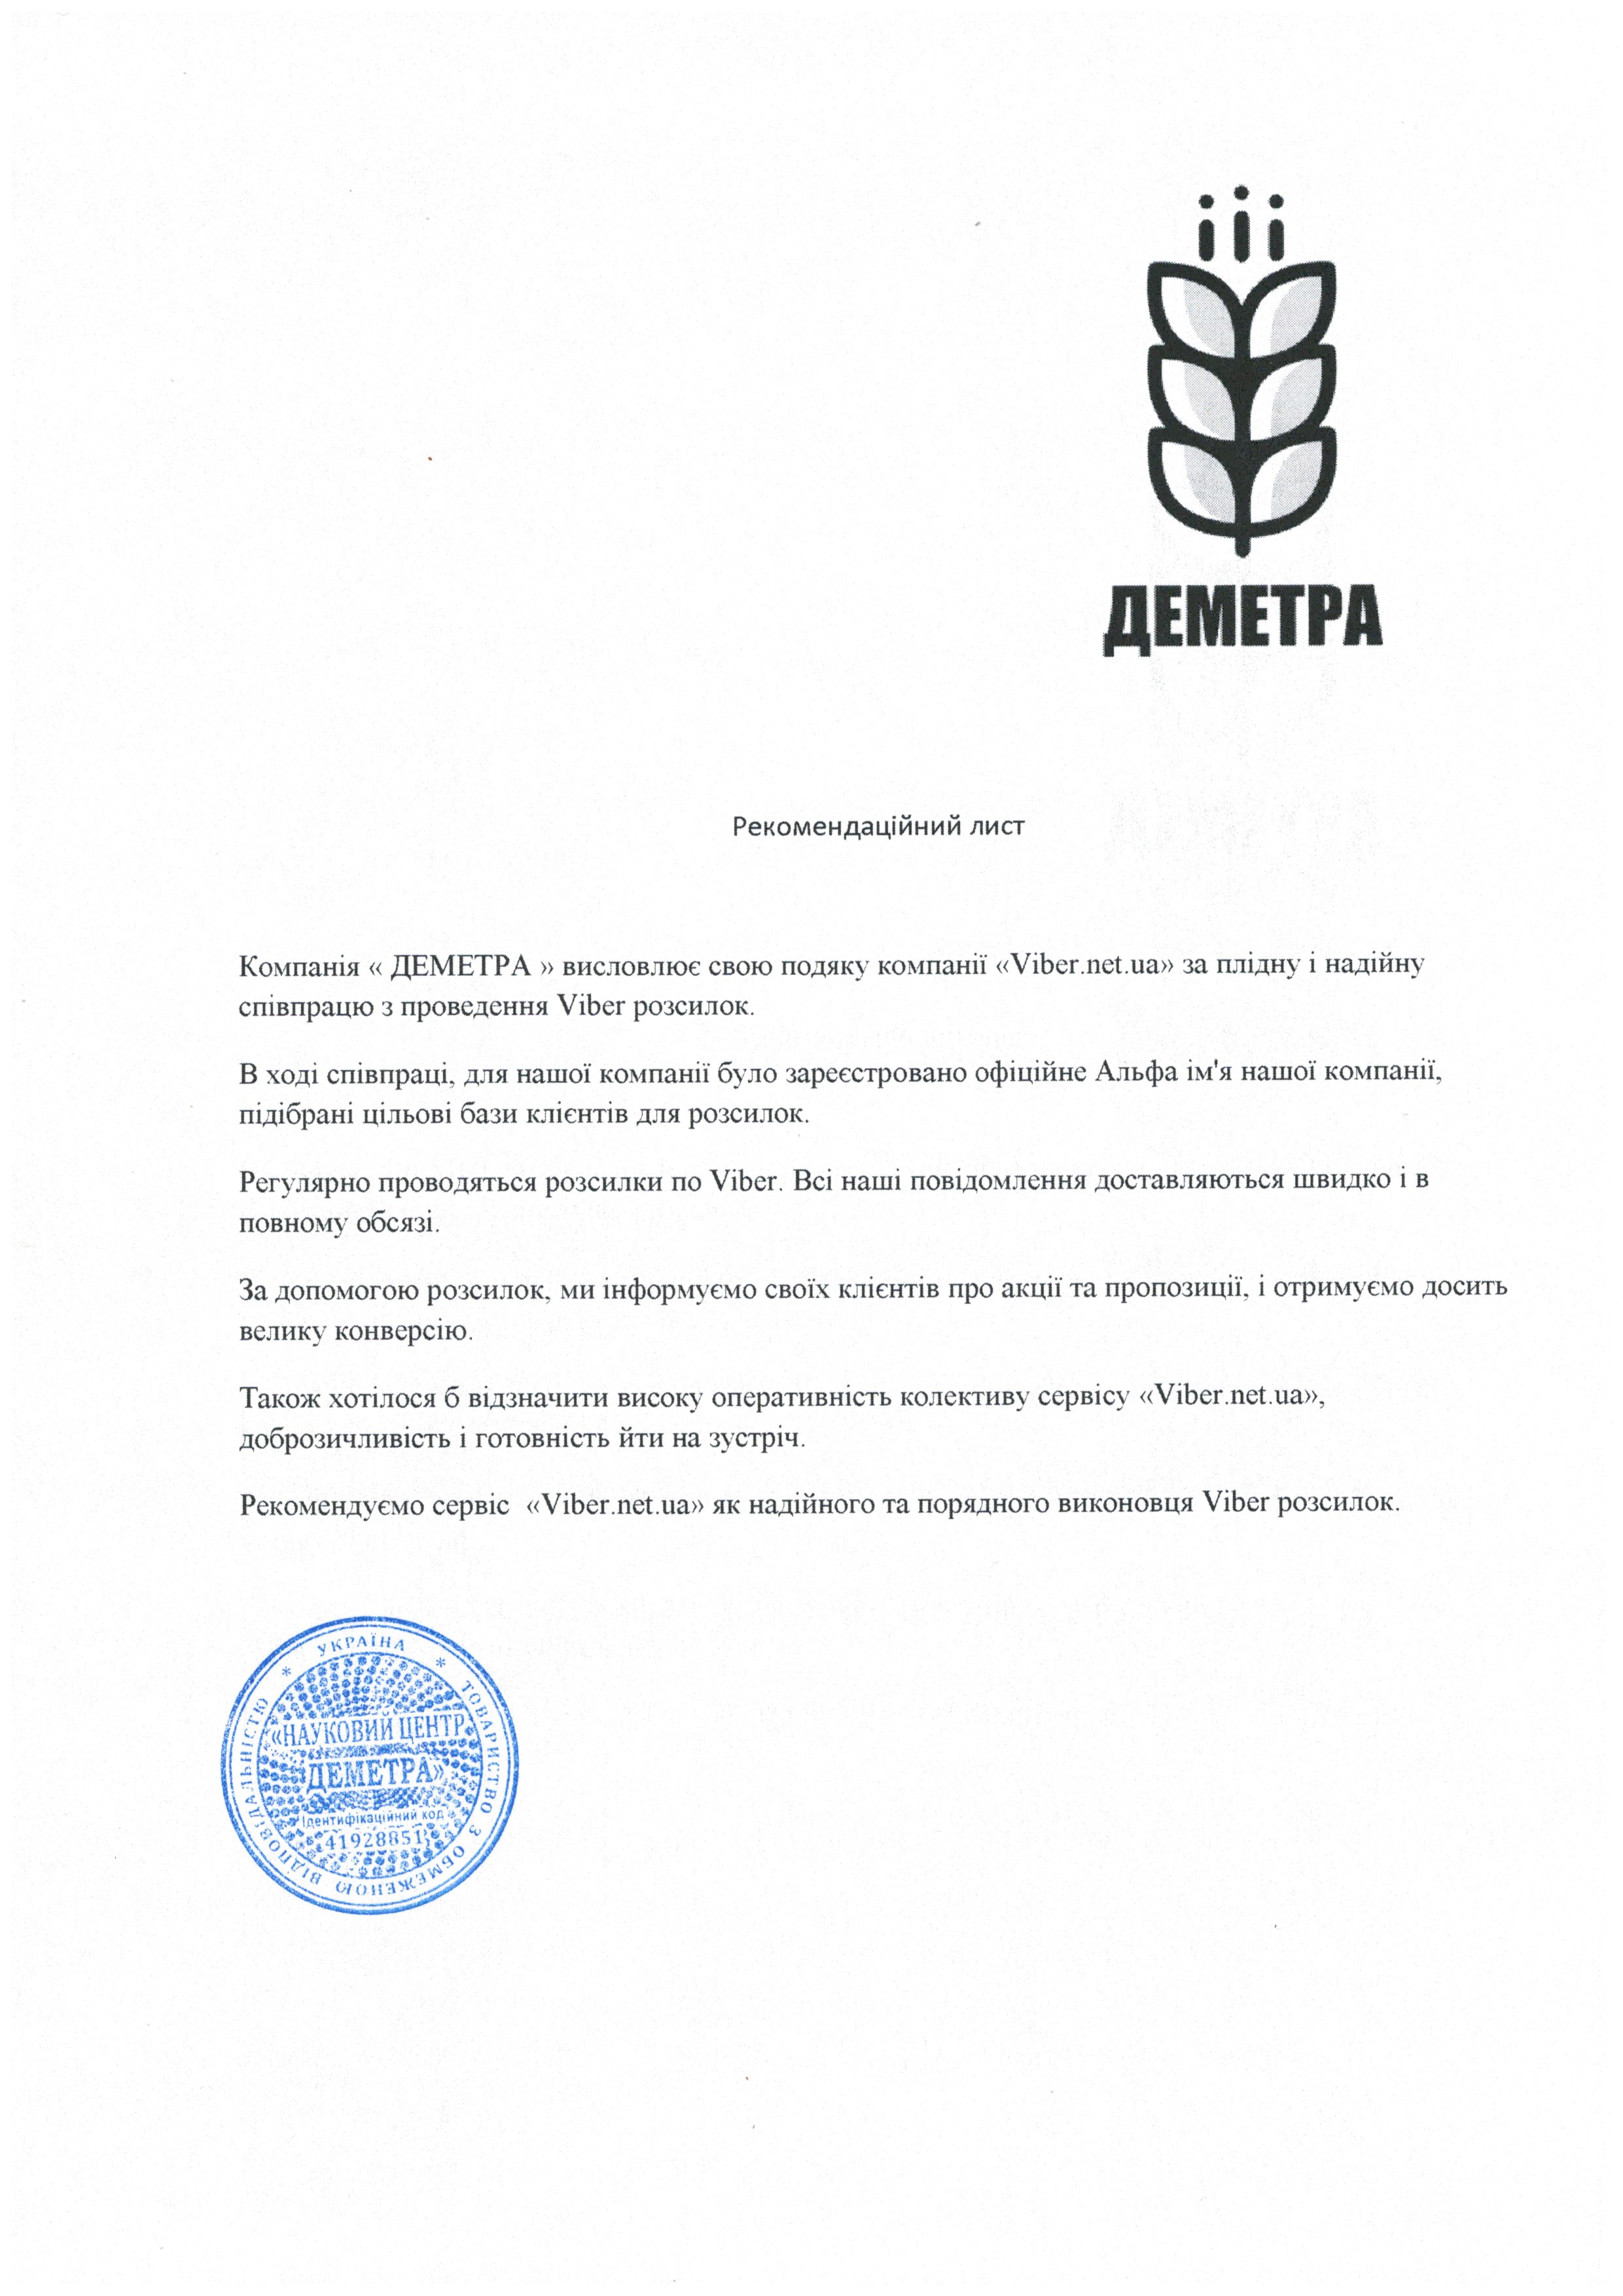 ДЕМЕТРА
Рекомендаційний лист
Компанія « ДЕМЕТРА » висловлює свою подяку компанії «Viber.net.ua» за плідну і надійну
співпрацю з проведення Viber розсилок.
В ході співпраці, для нашої компанії було зареєстровано офіційне Альфа ім'я нашої компанії,
підібрані цільові бази клієнтів для розсилок.
Регулярно проводяться розсилки по Viber. Всі наші повідомлення доставляються швидко і в
повному обсязі.
За допомогою розсилок, ми інформуємо своїх клієнтів про акції та пропозиції, і отримуємо досить
велику конверсію.
Також хотілося б відзначити високу оперативність колективу сервісу «Viber.net.ua»,
доброзичливість і готовність йти на зустріч.
Рекомендуємо сервіс «Viber.net.ua» як надійного та порядного виконовця Viber розсилок.
* УКРАЇНА *
ТОВАРИСТВО З ОБМЕЖЕНОЮ ВІДПОВІДАЛЬНІСТЮ
«НАУКОВИЙ ЦЕНТР
ДЕМЕТРА»
Ідентифікаційний код
41928851